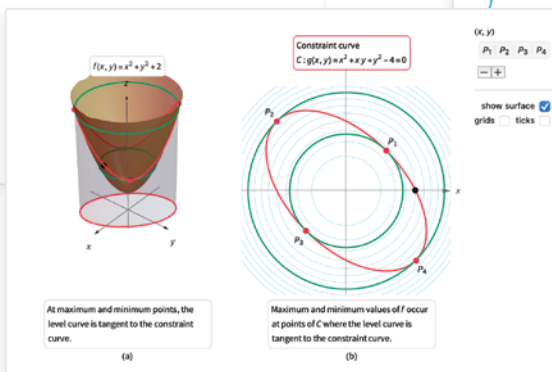 f(x, y)=x²+y²+2
z
x
y
At maximum and minimum points, the
level curve is tangent to the constraint
curve.
(a)
Constraint curve
C:g(x, y)=x²+x y+y²−4=0
P₂
P₁
x
P₃
P₄
Maximum and minimum values of f occur
at points of C where the level curve is
tangent to the constraint curve.
(b)
(x, y)
P₁ P₂ P₃ P₄
− +
show surface
grids ticks